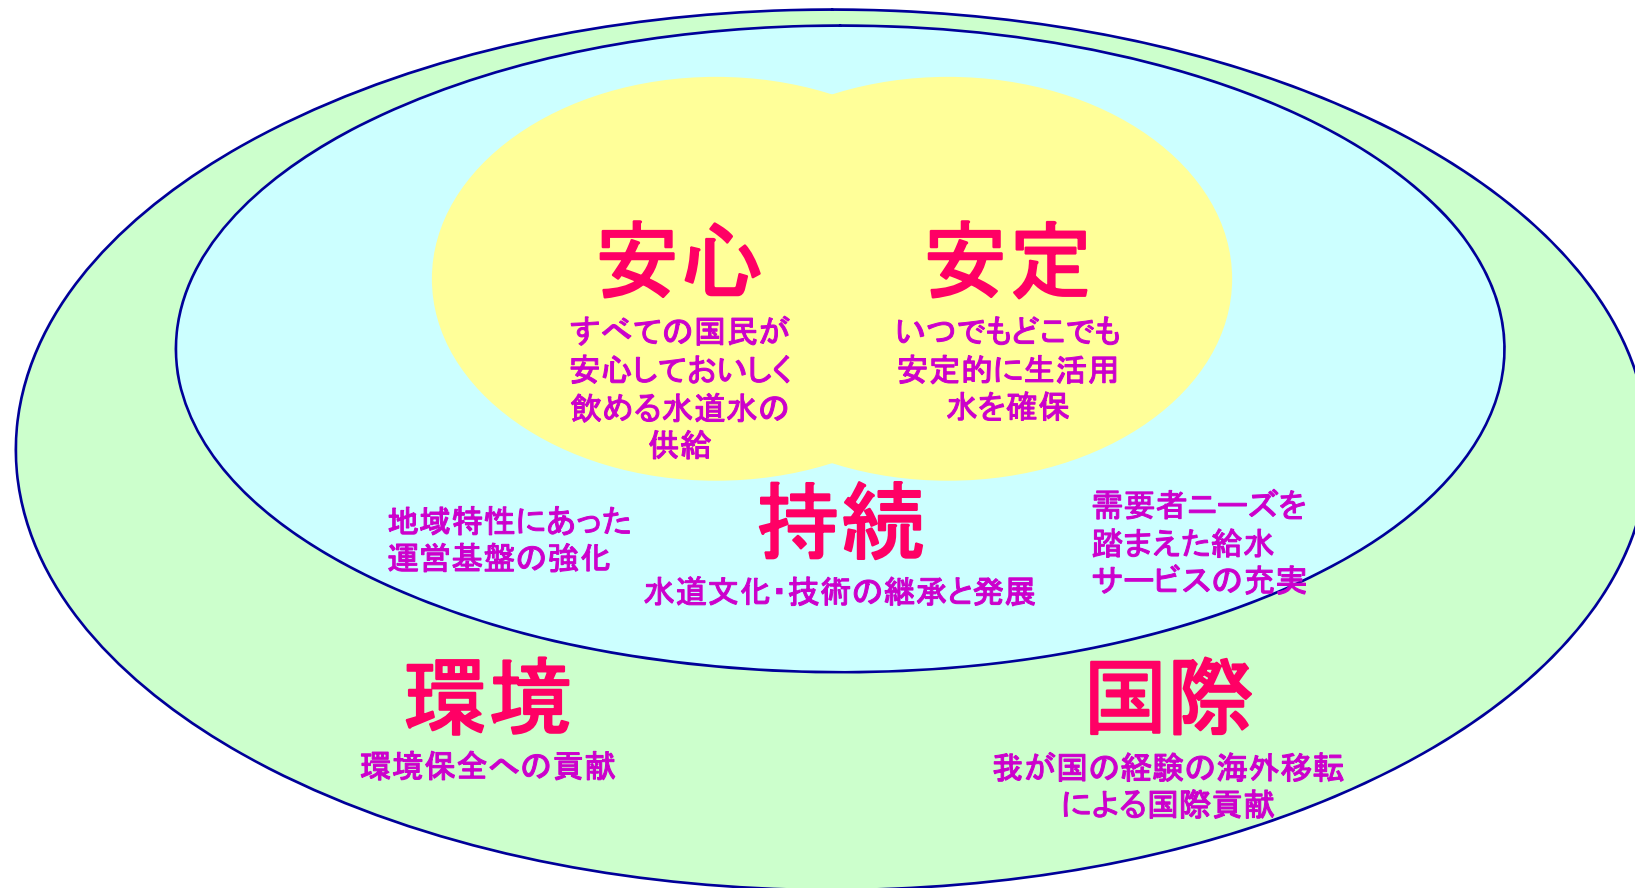 安心
すべての国民が
安心しておいしく
飲める水道水の
供給
安定
いつでもどこでも
安定的に生活用
水を確保
持続
地域特性にあった
運営基盤の強化
水道文化・技術の継承と発展
需要者ニーズを
踏まえた給水
サービスの充実
環境
環境保全への貢献
国際
我が国の経験の海外移転
による国際貢献